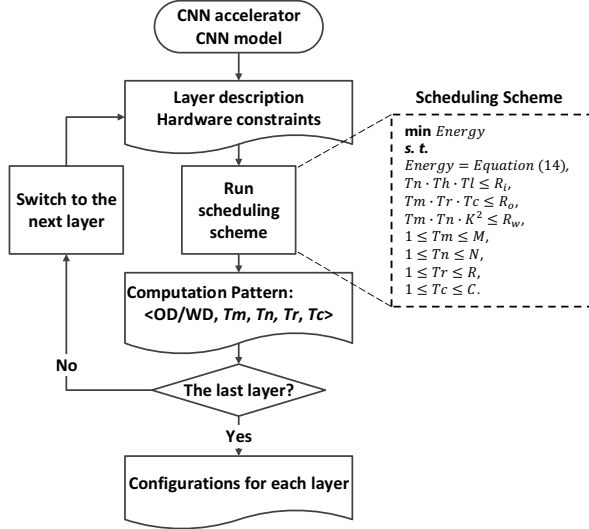 CNN accelerator
CNN model
Layer description
Hardware constraints
Switch to the
next layer
Run
scheduling
scheme
Computation Pattern:
<OD/WD, Tm, Tn, Tr, Tc>
No
The last layer?
Yes
Configurations for each layer
Scheduling Scheme
min Energy
s. t.
Energy = Equation (14),
Tn · Th · Tl ≤ R_i,
Tm · Tr · Tc ≤ R_o,
Tm · Tn · K² ≤ R_w,
1 ≤ Tm ≤ M,
1 ≤ Tn ≤ N,
1 ≤ Tr ≤ R,
1 ≤ Tc ≤ C.